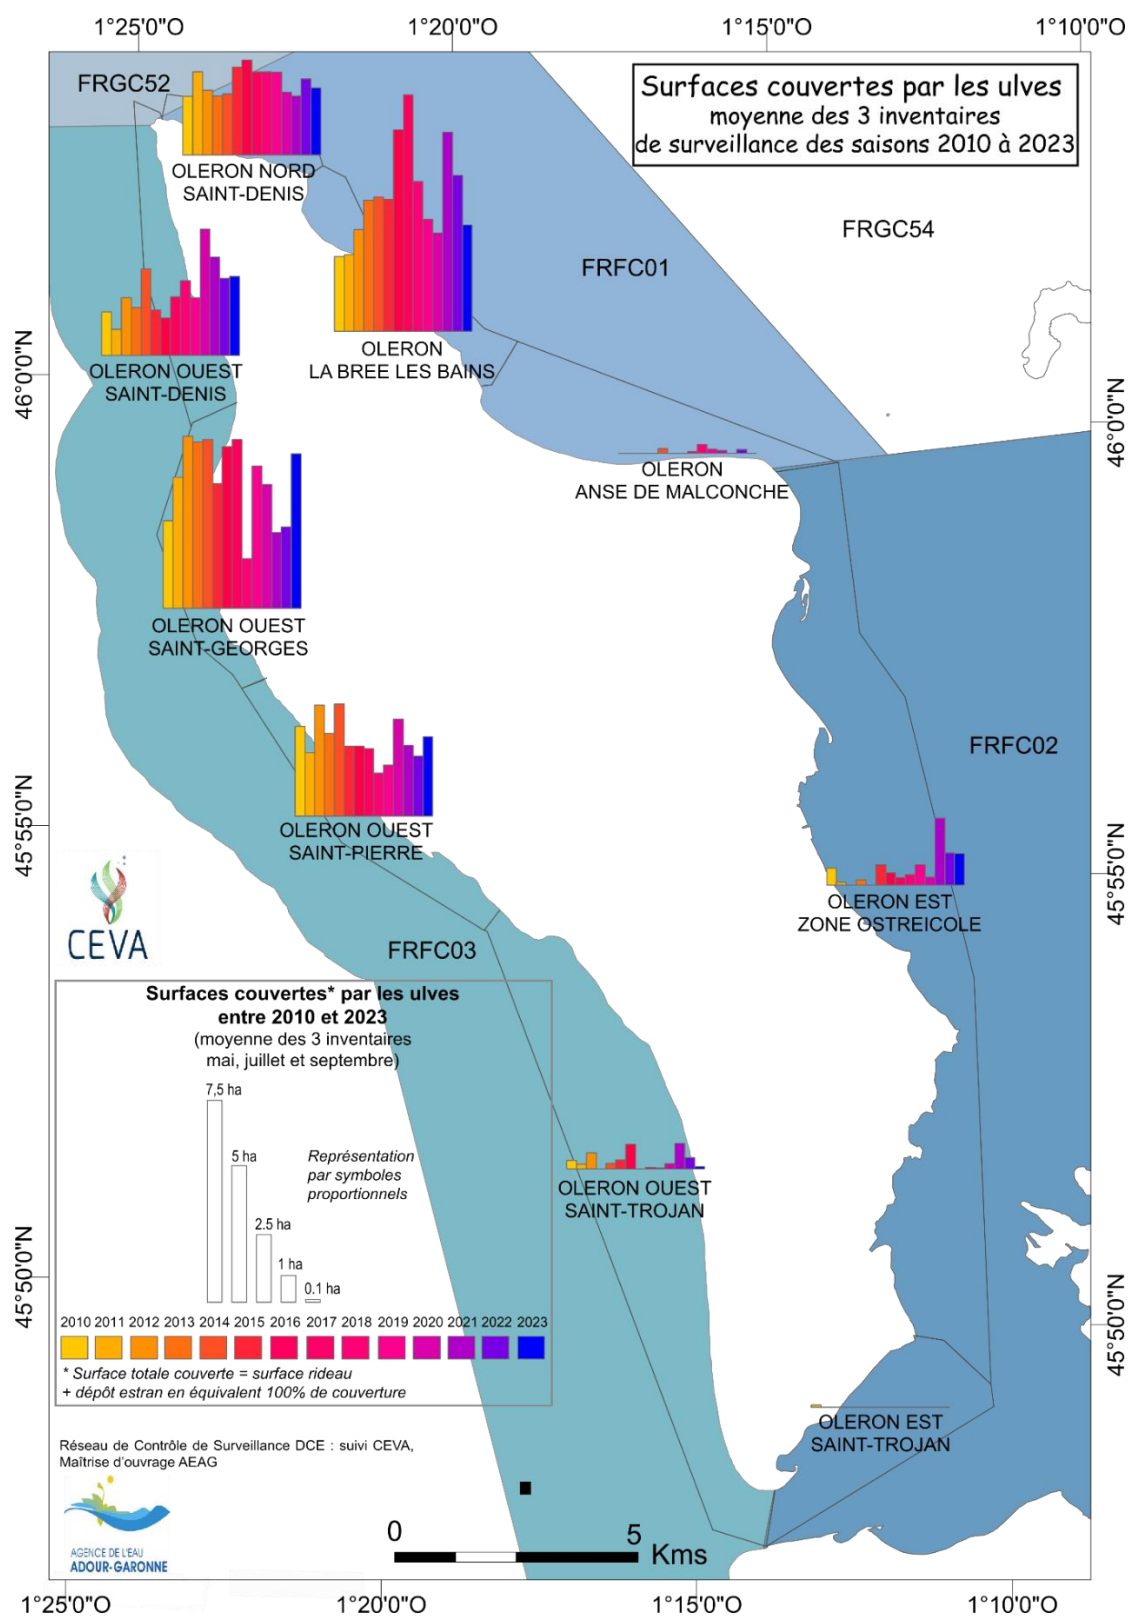 1°25'0"O 1°20'0"O 1°15'0"O 1°10'0"O
Surfaces couvertes par les ulves
moyenne des 3 inventaires
de surveillance des saisons 2010 à 2023
FRGC52
OLERON NORD
SAINT-DENIS
FRGC54
FRFC01
OLERON
LA BREE LES BAINS
OLERON OUEST
SAINT-DENIS
46°0'0"N
46°0'0"N
OLERON
ANSE DE MALCONCHE
OLERON OUEST
SAINT-GEORGES
FRFC02
OLERON OUEST
SAINT-PIERRE
45°55'0"N
45°55'0"N
OLERON EST
ZONE OSTREICOLE
CEVA
FRFC03
Surfaces couvertes* par les ulves
entre 2010 et 2023
(moyenne des 3 inventaires
mai, juillet et septembre)
7,5 ha
5 ha
2.5 ha
1 ha
0.1 ha
Représentation
par symboles
proportionnels
2010 2011 2012 2013 2014 2015 2016 2017 2018 2019 2020 2021 2022 2023
* Surface totale couverte = surface rideau
+ dépôt estran en équivalent 100% de couverture
OLERON OUEST
SAINT-TROJAN
45°50'0"N
45°50'0"N
OLERON EST
SAINT-TROJAN
Réseau de Contrôle de Surveillance DCE : suivi CEVA,
Maîtrise d'ouvrage AEAG
AGENCE DE L'EAU
ADOUR-GARONNE
0 5 Kms
1°25'0"O 1°20'0"O 1°15'0"O 1°10'0"O